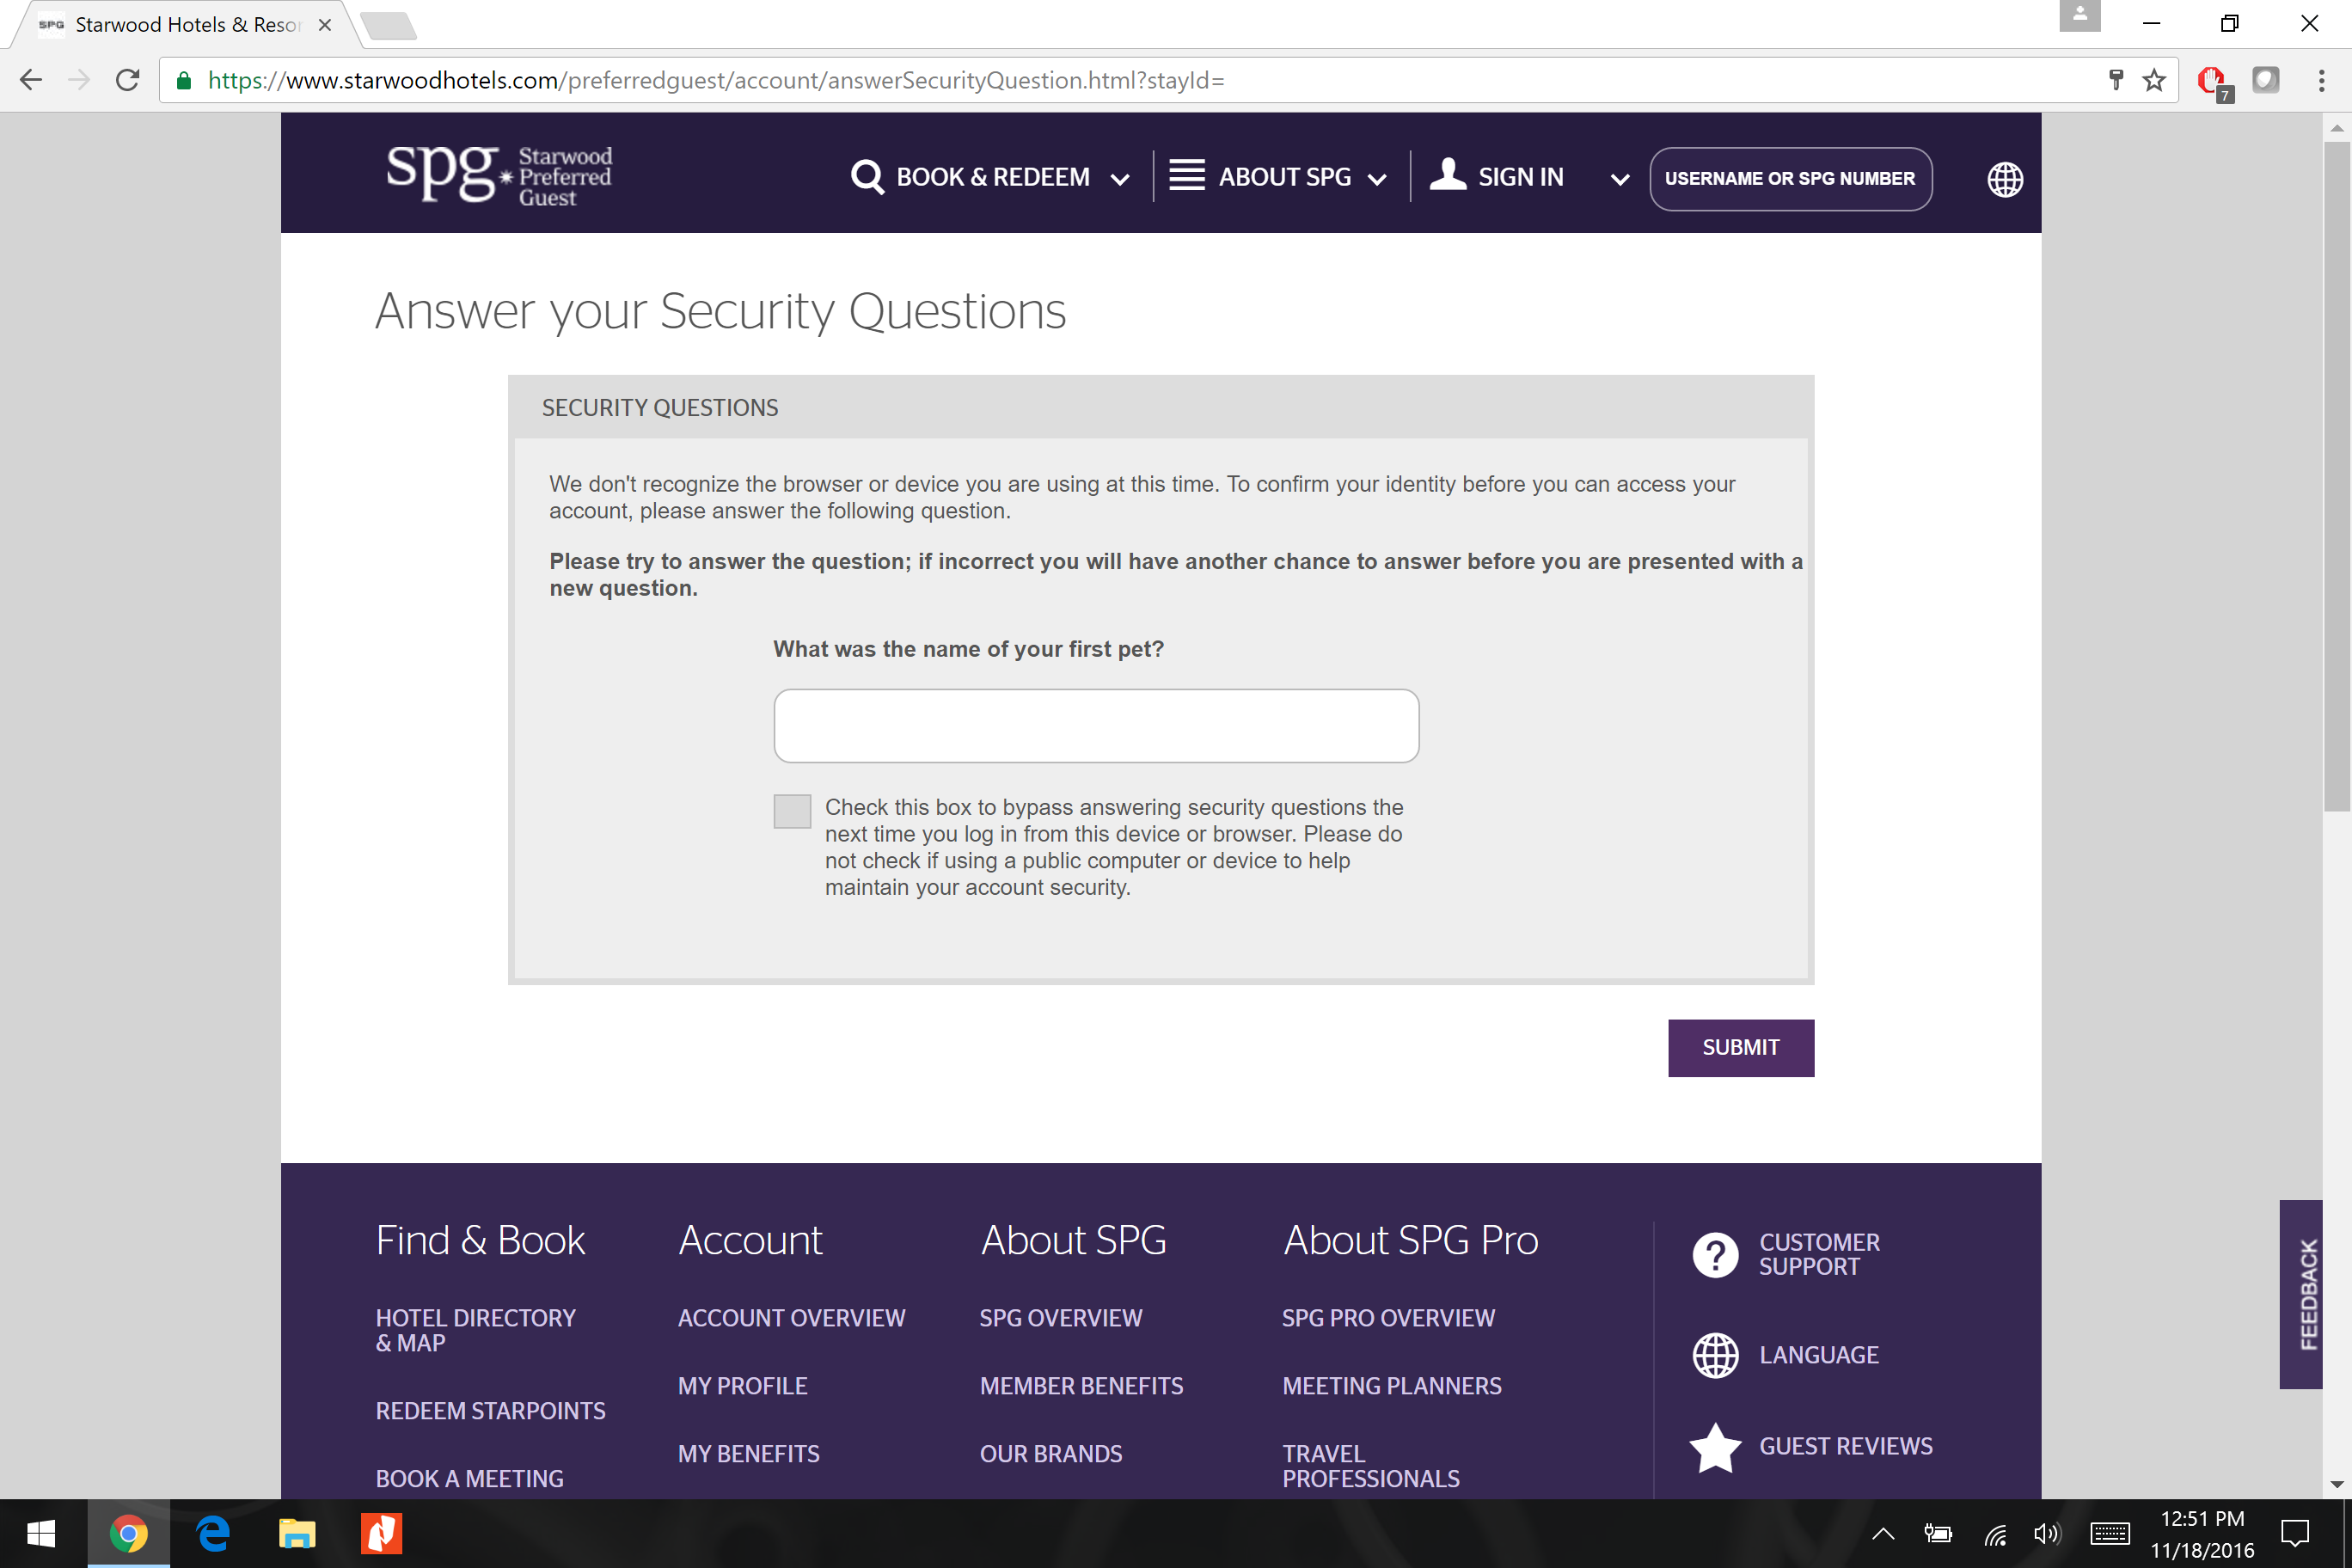 SPG Starwood Hotels & Resor
https://www.starwoodhotels.com/preferredguest/account/answerSecurityQuestion.html?stayId=
7
spg Starwood
Preferred
Guest
BOOK & REDEEM
ABOUT SPG
SIGN IN
USERNAME OR SPG NUMBER
Answer your Security Questions
SECURITY QUESTIONS
We don't recognize the browser or device you are using at this time. To confirm your identity before you can access your
account, please answer the following question.
Please try to answer the question; if incorrect you will have another chance to answer before you are presented with a
new question.
What was the name of your first pet?
Check this box to bypass answering security questions the
next time you log in from this device or browser. Please do
not check if using a public computer or device to help
maintain your account security.
SUBMIT
Find & Book
HOTEL DIRECTORY
& MAP
REDEEM STARPOINTS
BOOK A MEETING
Account
ACCOUNT OVERVIEW
MY PROFILE
MY BENEFITS
About SPG
SPG OVERVIEW
MEMBER BENEFITS
OUR BRANDS
About SPG Pro
SPG PRO OVERVIEW
MEETING PLANNERS
TRAVEL
PROFESSIONALS
?
CUSTOMER
SUPPORT
LANGUAGE
GUEST REVIEWS
FEEDBACK
12:51 PM
11/18/2016